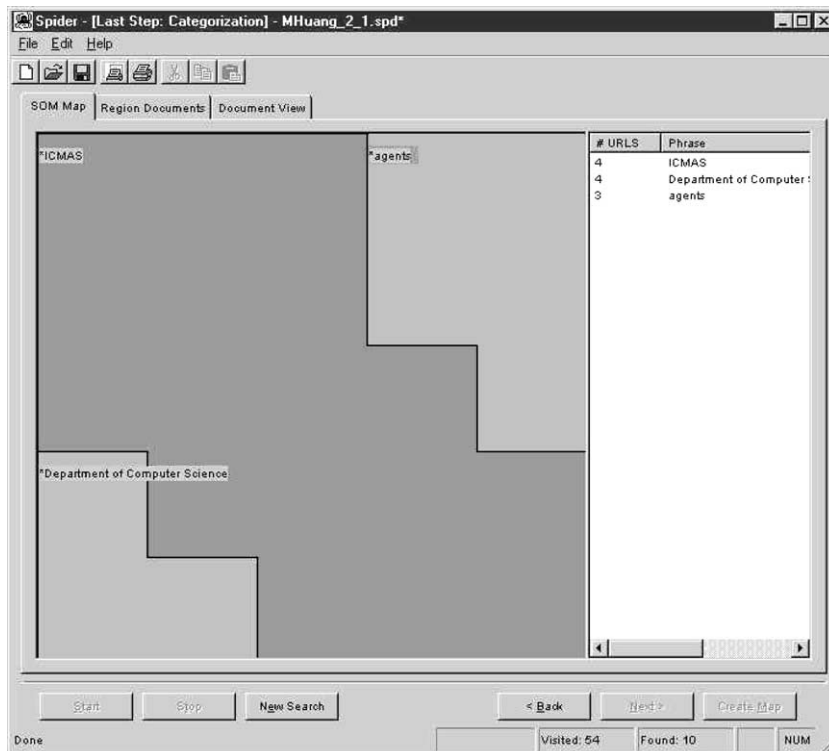 Spider - [Last Step: Categorization] - MHuang_2_1.spd*
File Edit Help
SOM Map Region Documents Document View
*ICMAS
*agents
*Department of Computer Science
# URLS Phrase
4 ICMAS
4 Department of Computer S
3 agents
Start Stop New Search < Back Next > Create Map
Done Visited: 54 Found: 10 NUM